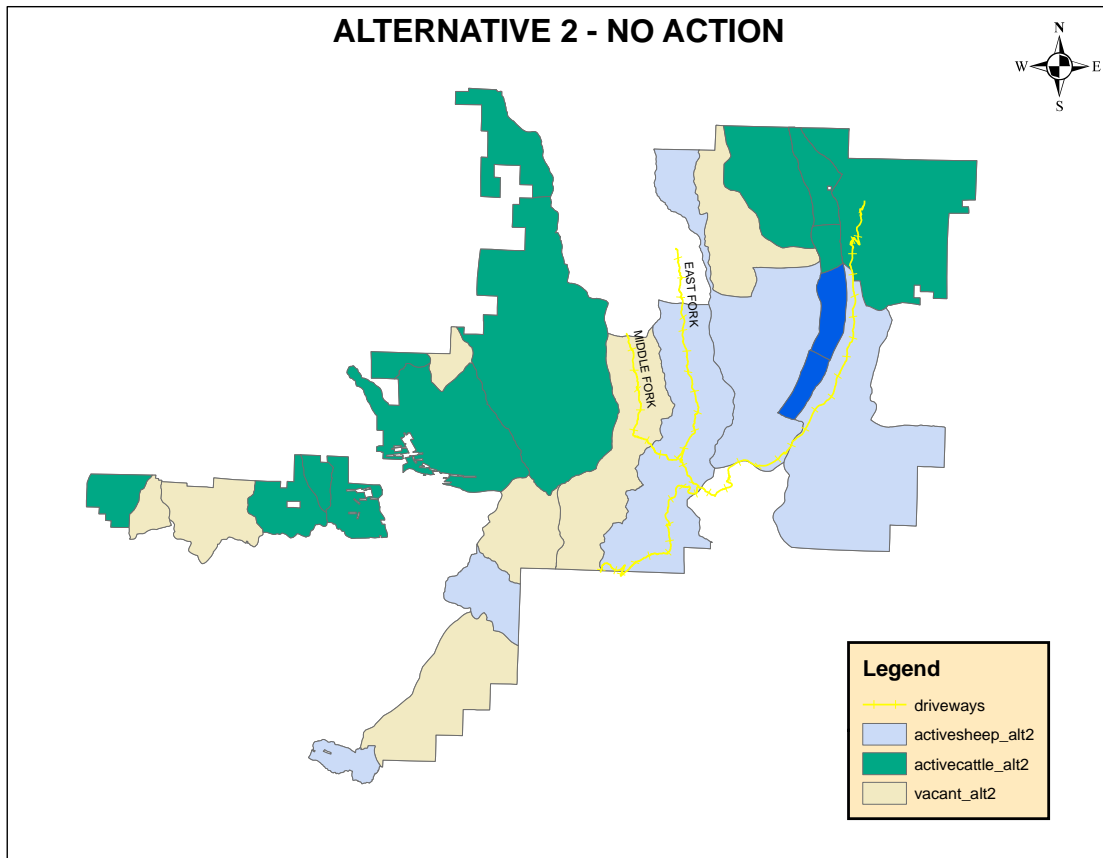 ALTERNATIVE 2 - NO ACTION
N
W
E
S
EAST FORK
MIDDLE FORK
Legend
driveways
activesheep_alt2
activecattle_alt2
vacant_alt2